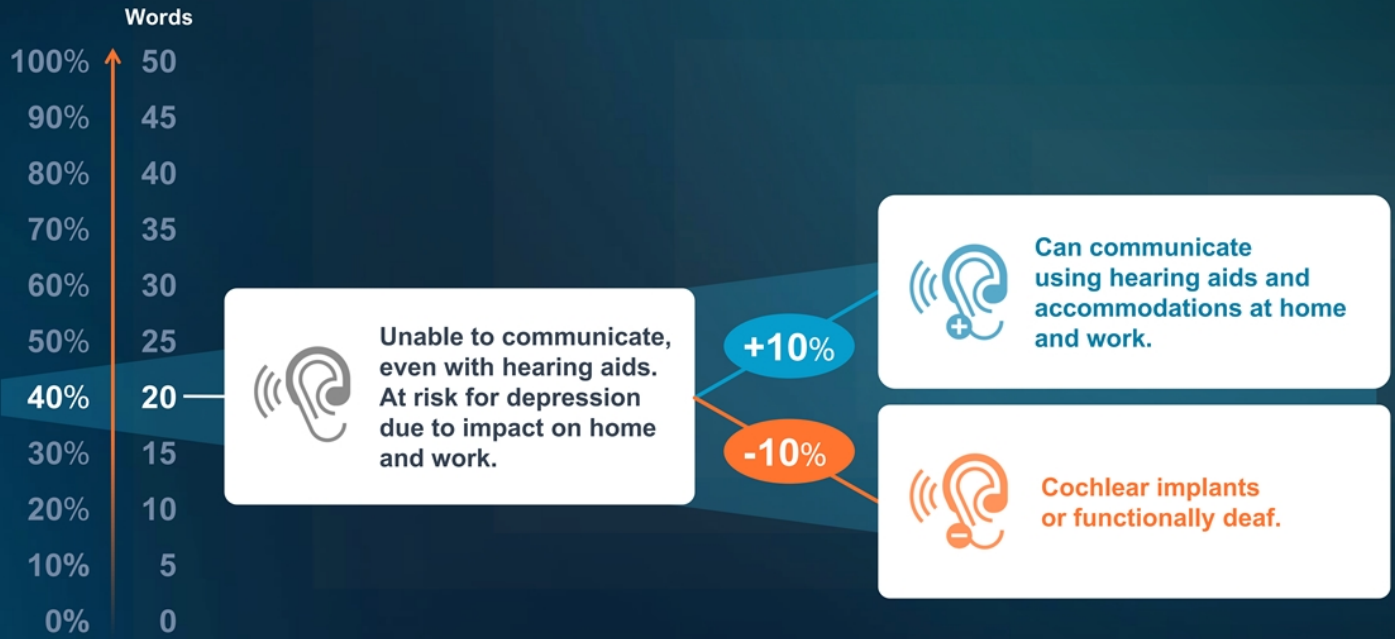 Words
100% 50
90% 45
80% 40
70% 35
60% 30
50% 25
40% 20
30% 15
20% 10
10% 5
0% 0
Unable to communicate,
even with hearing aids.
At risk for depression
due to impact on home
and work.
+10%
-10%
Can communicate
using hearing aids and
accommodations at home
and work.
Cochlear implants
or functionally deaf.